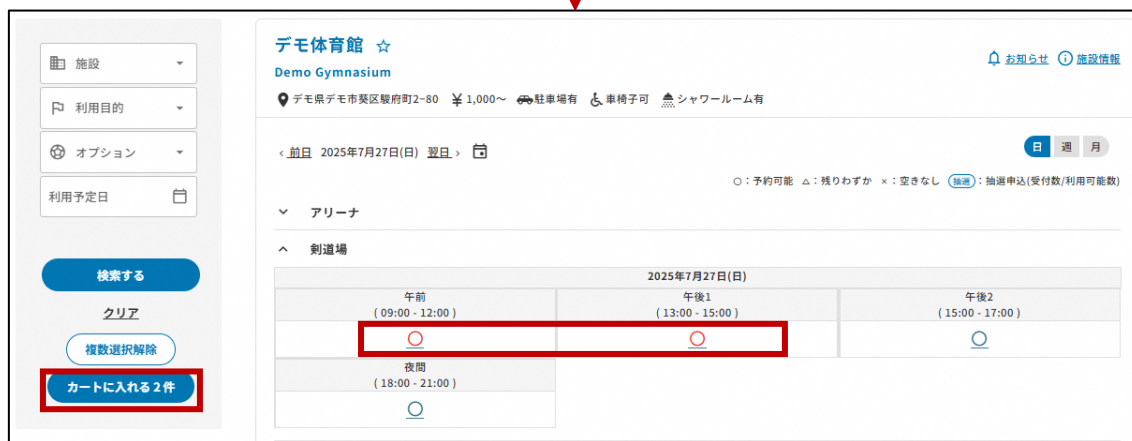 施設
利用目的
オプション
利用予定日
検索する
クリア
複数選択解除
カートに入れる 2 件
デモ体育館 ☆
Demo Gymnasium
お知らせ 施設情報
デモ県デモ市葵区駿府町2−80 ¥ 1,000〜 駐車場有 車椅子可 シャワールーム有
‹ 前日 2025年7月27日(日) 翌日 ›
日 週 月
○：予約可能 △：残りわずか ×：空きなし 抽選：抽選申込(受付数/利用可能数)
アリーナ
剣道場
2025年7月27日(日)
午前 午後1 午後2
( 09:00 - 12:00 ) ( 13:00 - 15:00 ) ( 15:00 - 17:00 )
○ ○ ○
夜間
( 18:00 - 21:00 )
○